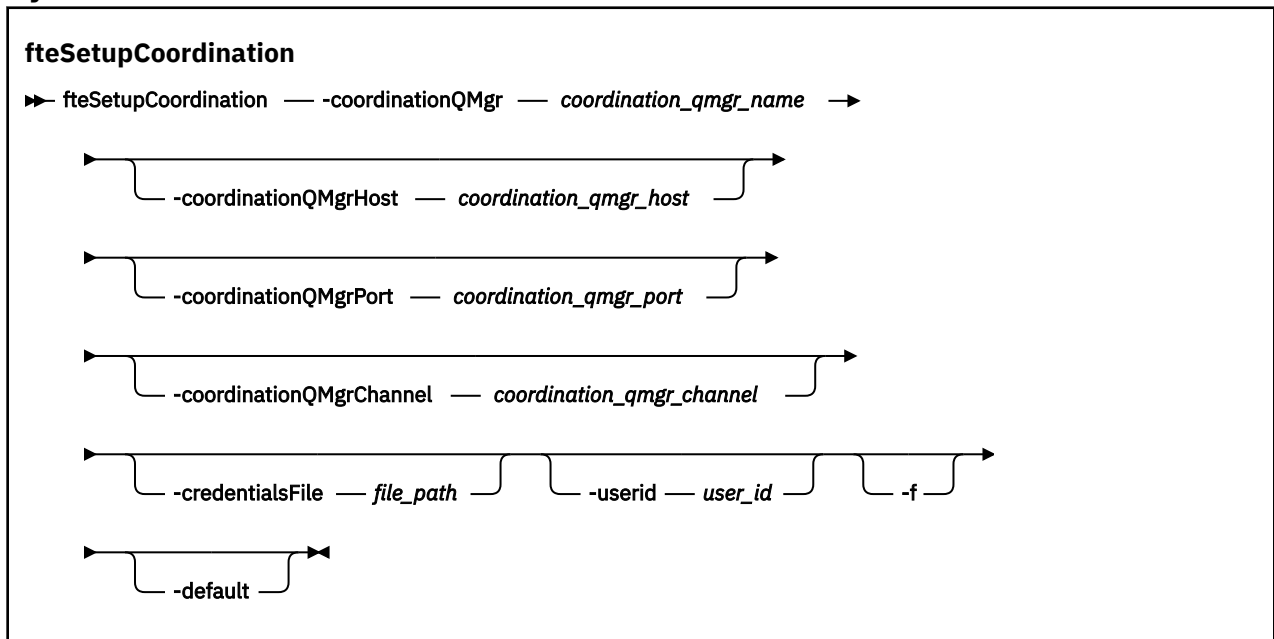 fteSetupCoordination
fteSetupCoordination -coordinationQMgr coordination_qmgr_name
-coordinationQMgrHost coordination_qmgr_host
-coordinationQMgrPort coordination_qmgr_port
-coordinationQMgrChannel coordination_qmgr_channel
-credentialsFile file_path -userid user_id -f
-default